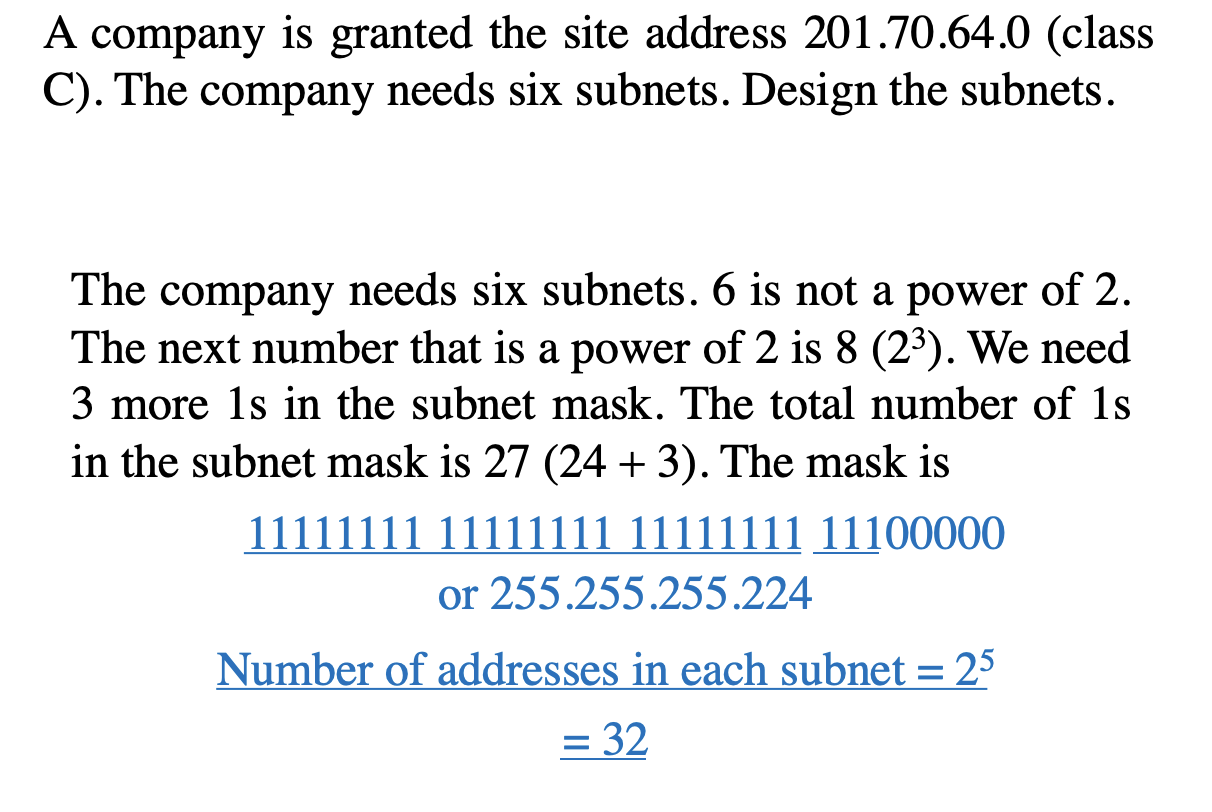 A company is granted the site address 201.70.64.0 (class
C). The company needs six subnets. Design the subnets.
The company needs six subnets. 6 is not a power of 2.
The next number that is a power of 2 is 8 (2³). We need
3 more 1s in the subnet mask. The total number of 1s
in the subnet mask is 27 (24 + 3). The mask is
11111111 11111111 11111111 11100000
or 255.255.255.224
Number of addresses in each subnet = 2⁵
= 32